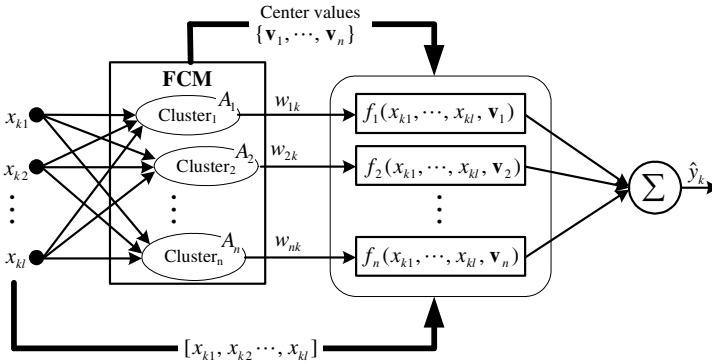 Center values
{v₁,⋯, vₙ}
FCM
xₖ₁
Cluster₁
A₁
w₁ₖ
f₁(xₖ₁,⋯, xₖₗ, v₁)
xₖ₂
Cluster₂
A₂
w₂ₖ
f₂(xₖ₁,⋯, xₖₗ, v₂)
Σ
ŷₖ
⋮
⋮
⋮
xₖₗ
Clusterₙ
Aₙ
wₙₖ
fₙ(xₖ₁,⋯, xₖₗ, vₙ)
[xₖ₁, xₖ₂ ⋯, xₖₗ]